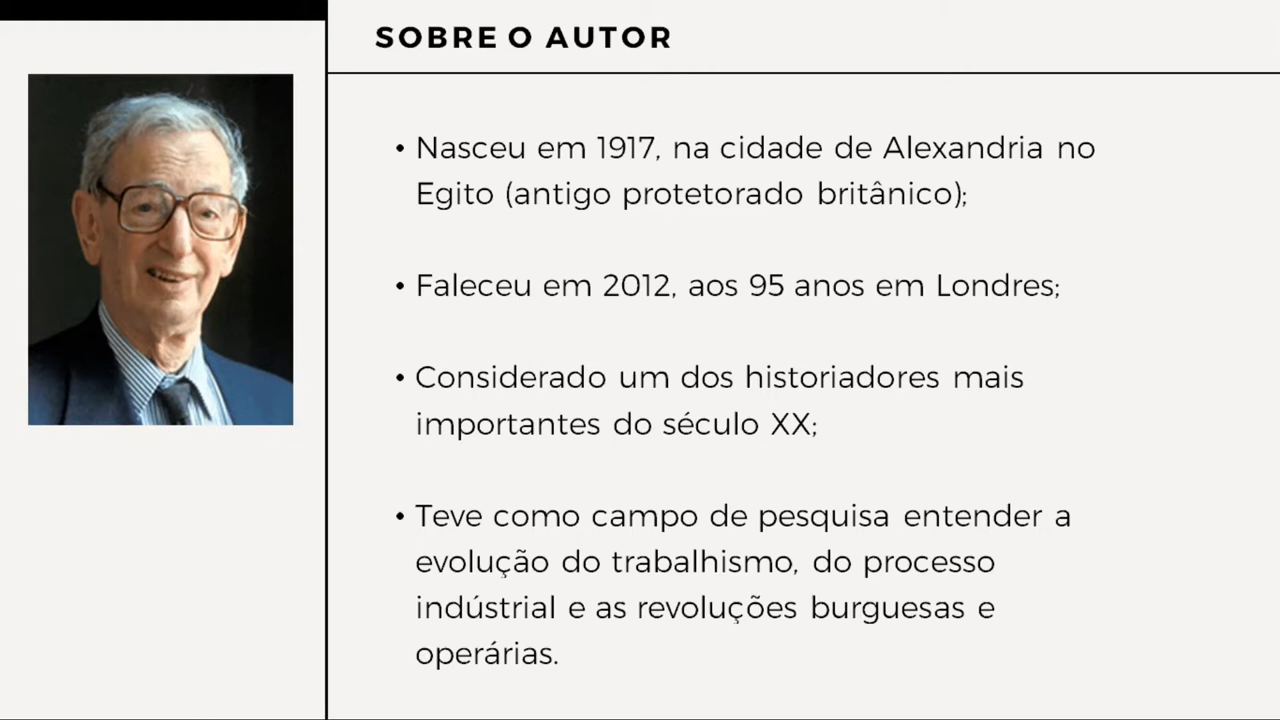 SOBRE O AUTOR
• Nasceu em 1917, na cidade de Alexandria no
Egito (antigo protetorado britânico);
• Faleceu em 2012, aos 95 anos em Londres;
• Considerado um dos historiadores mais
importantes do século XX;
• Teve como campo de pesquisa entender a
evolução do trabalhismo, do processo
indústrial e as revoluções burguesas e
operárias.